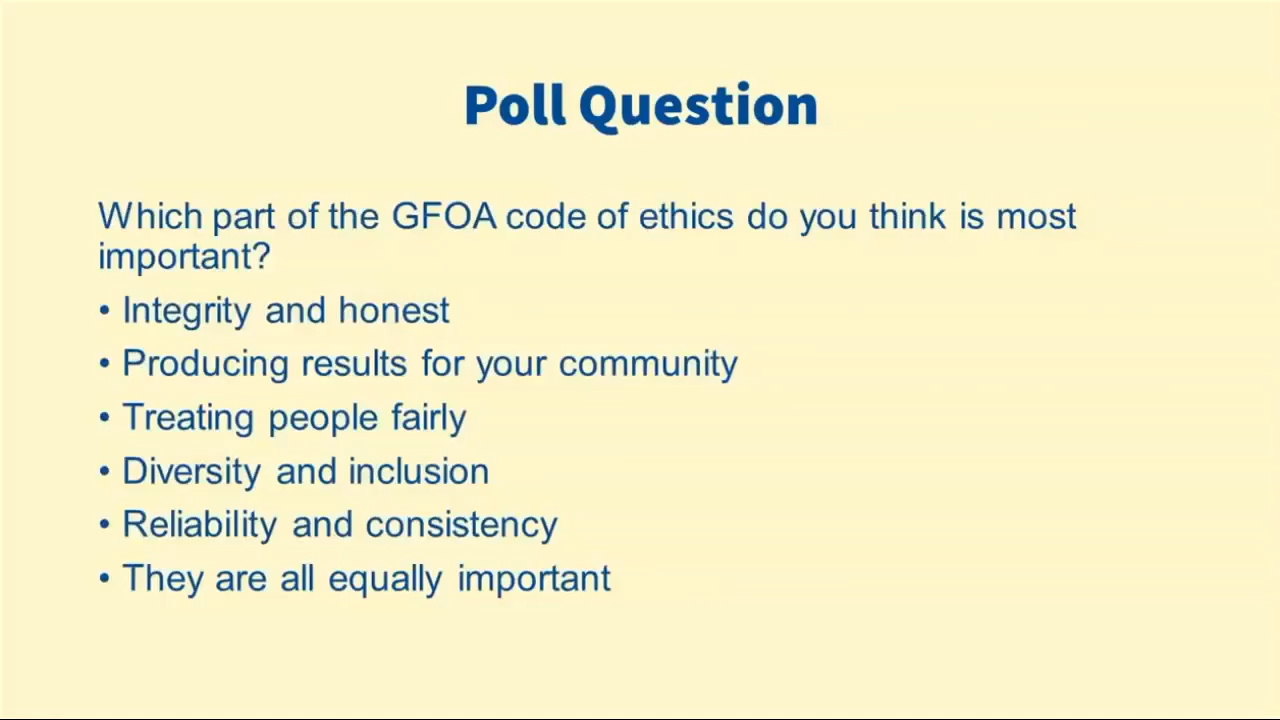 Poll Question
Which part of the GFOA code of ethics do you think is most
important?
• Integrity and honest
• Producing results for your community
• Treating people fairly
• Diversity and inclusion
• Reliability and consistency
• They are all equally important